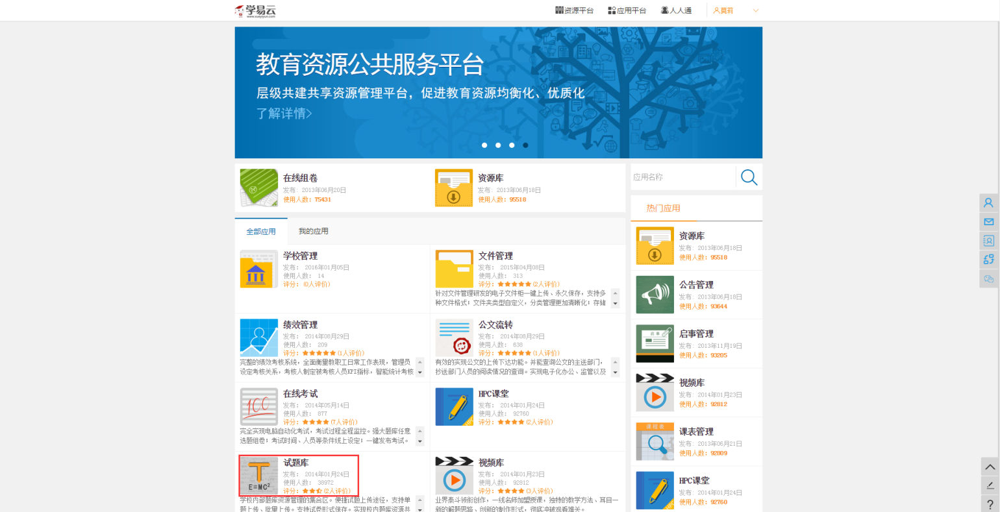 学易云
www.xueyiyun.com
资源平台
应用平台
人人通
莫莉
教育资源公共服务平台
层级共建共享资源管理平台，促进教育资源均衡化、优质化
了解详情>
在线组卷
发布：2013年06月20日
使用人数：75431
资源库
发布：2013年06月18日
使用人数：95518
应用名称
全部应用
我的应用
学校管理
发布： 2016年01月05日
使用人数： 14
评分： (0人评价)
文件管理
发布： 2015年04月08日
使用人数： 313
评分： ★★★★★ (2人评价)
针对文件管理研发的电子文件柜一键上传、永久保存，支持多
种文件格式；文件夹类型自定义，分类管理更加清晰化；存储
绩效管理
发布： 2014年08月29日
使用人数： 209
评分： ★★★★★ (1人评价)
完整的绩效考核系统，全面衡量教职工日常工作表现，管理员
设定考核关系，考核人制定被考核人员KPI指标，智能统计考核
公文流转
发布： 2014年08月29日
使用人数： 638
评分： ★★★★★ (1人评价)
有效的实现公文的上传下达功能。并能查询公文的主送部门，
抄送部门人员的阅读情况的查询。实现电子化办公、监管以及
100
在线考试
发布： 2014年05月14日
使用人数： 877
评分： ★★★★ (7人评价)
完全实现电脑自动化考试，考试过程全程监控。强大题库任意
选题组卷；考试时间、人员等条件线上设定；一键发布考试。
HPC课堂
发布： 2014年01月24日
使用人数： 92760
评分： ★★★★ (2人评价)
T
E=MC²
试题库
发布： 2014年01月24日
使用人数： 38972
评分： (2人评价)
学校内部题库资源管理的集合区。便捷试题上传途径，支持单
题上传、批量上传。支持试卷形式保存。实现校内题库资源共
视频库
发布： 2014年01月23日
使用人数： 92812
评分： ★★★★ (3人评价)
业界泰斗领衔创作，一线名师加盟授课，独特的教学方法、耳目一
新的解题思路、创新的制作形式，彻底冲破观看难关。
热门应用
资源库
发布：2013年06月18日
使用人数：95518
公告管理
发布：2013年06月18日
使用人数：93644
启事
启事管理
发布：2013年11月19日
使用人数：93205
视频库
发布：2014年01月23日
使用人数：92812
课程表
课表管理
发布：2013年06月21日
使用人数：92809
HPC课堂
发布：2014年01月24日
使用人数：92760
?